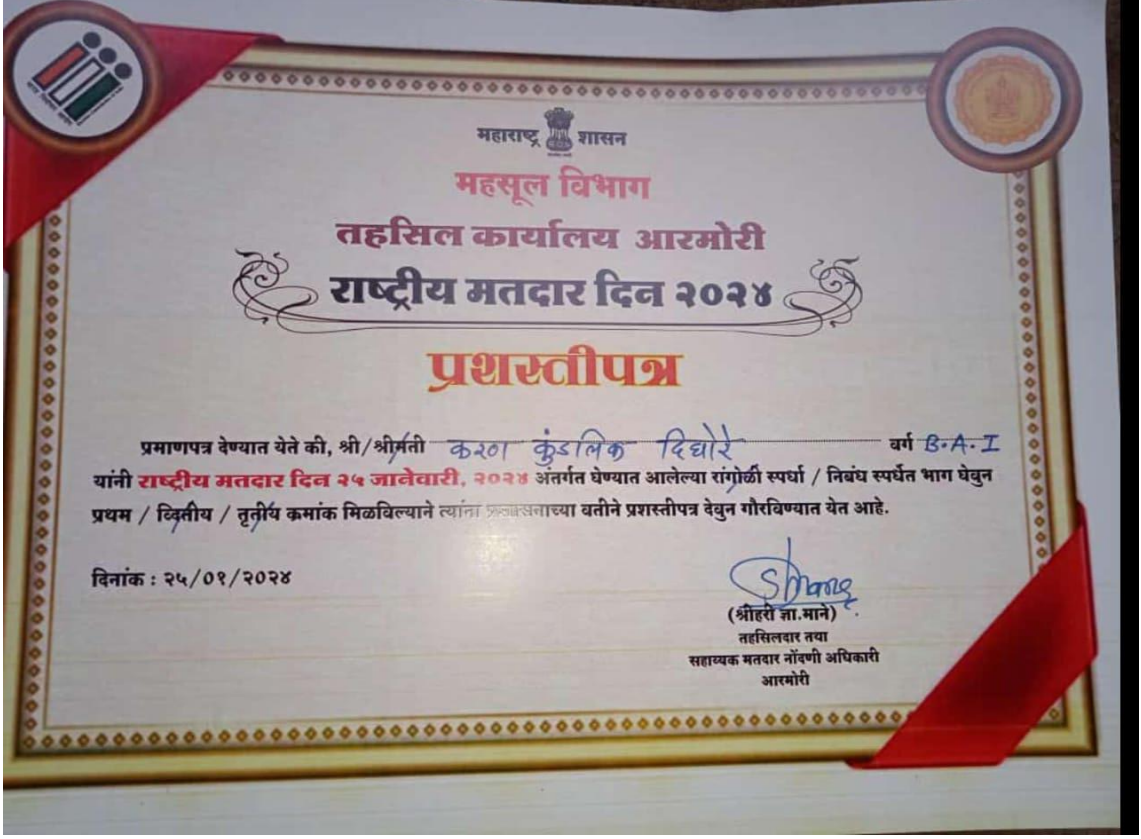 महाराष्ट्र शासन
महसूल विभाग
तहसिल कार्यालय आरमोरी
राष्ट्रीय मतदार दिन २०२४
प्रशस्तीपत्र
प्रमाणपत्र देण्यात येते की, श्री/श्रीमती करण कुंडलिक दिघोरे वर्ग B.A.I
यांनी राष्ट्रीय मतदार दिन २५ जानेवारी, २०२४ अंतर्गत घेण्यात आलेल्या रांगोळी स्पर्धा / निबंध स्पर्धेत भाग घेवुन
प्रथम / व्दितीय / तृतीय कमांक मिळविल्याने त्यांना प्रशासनाच्या वतीने प्रशस्तीपत्र देवुन गौरविण्यात येत आहे.
दिनांक : २५/०१/२०२४
(श्रीहरी ज्ञा.माने)
तहसिलदार तथा
सहाय्यक मतदार नोंदणी अधिकारी
आरमोरी